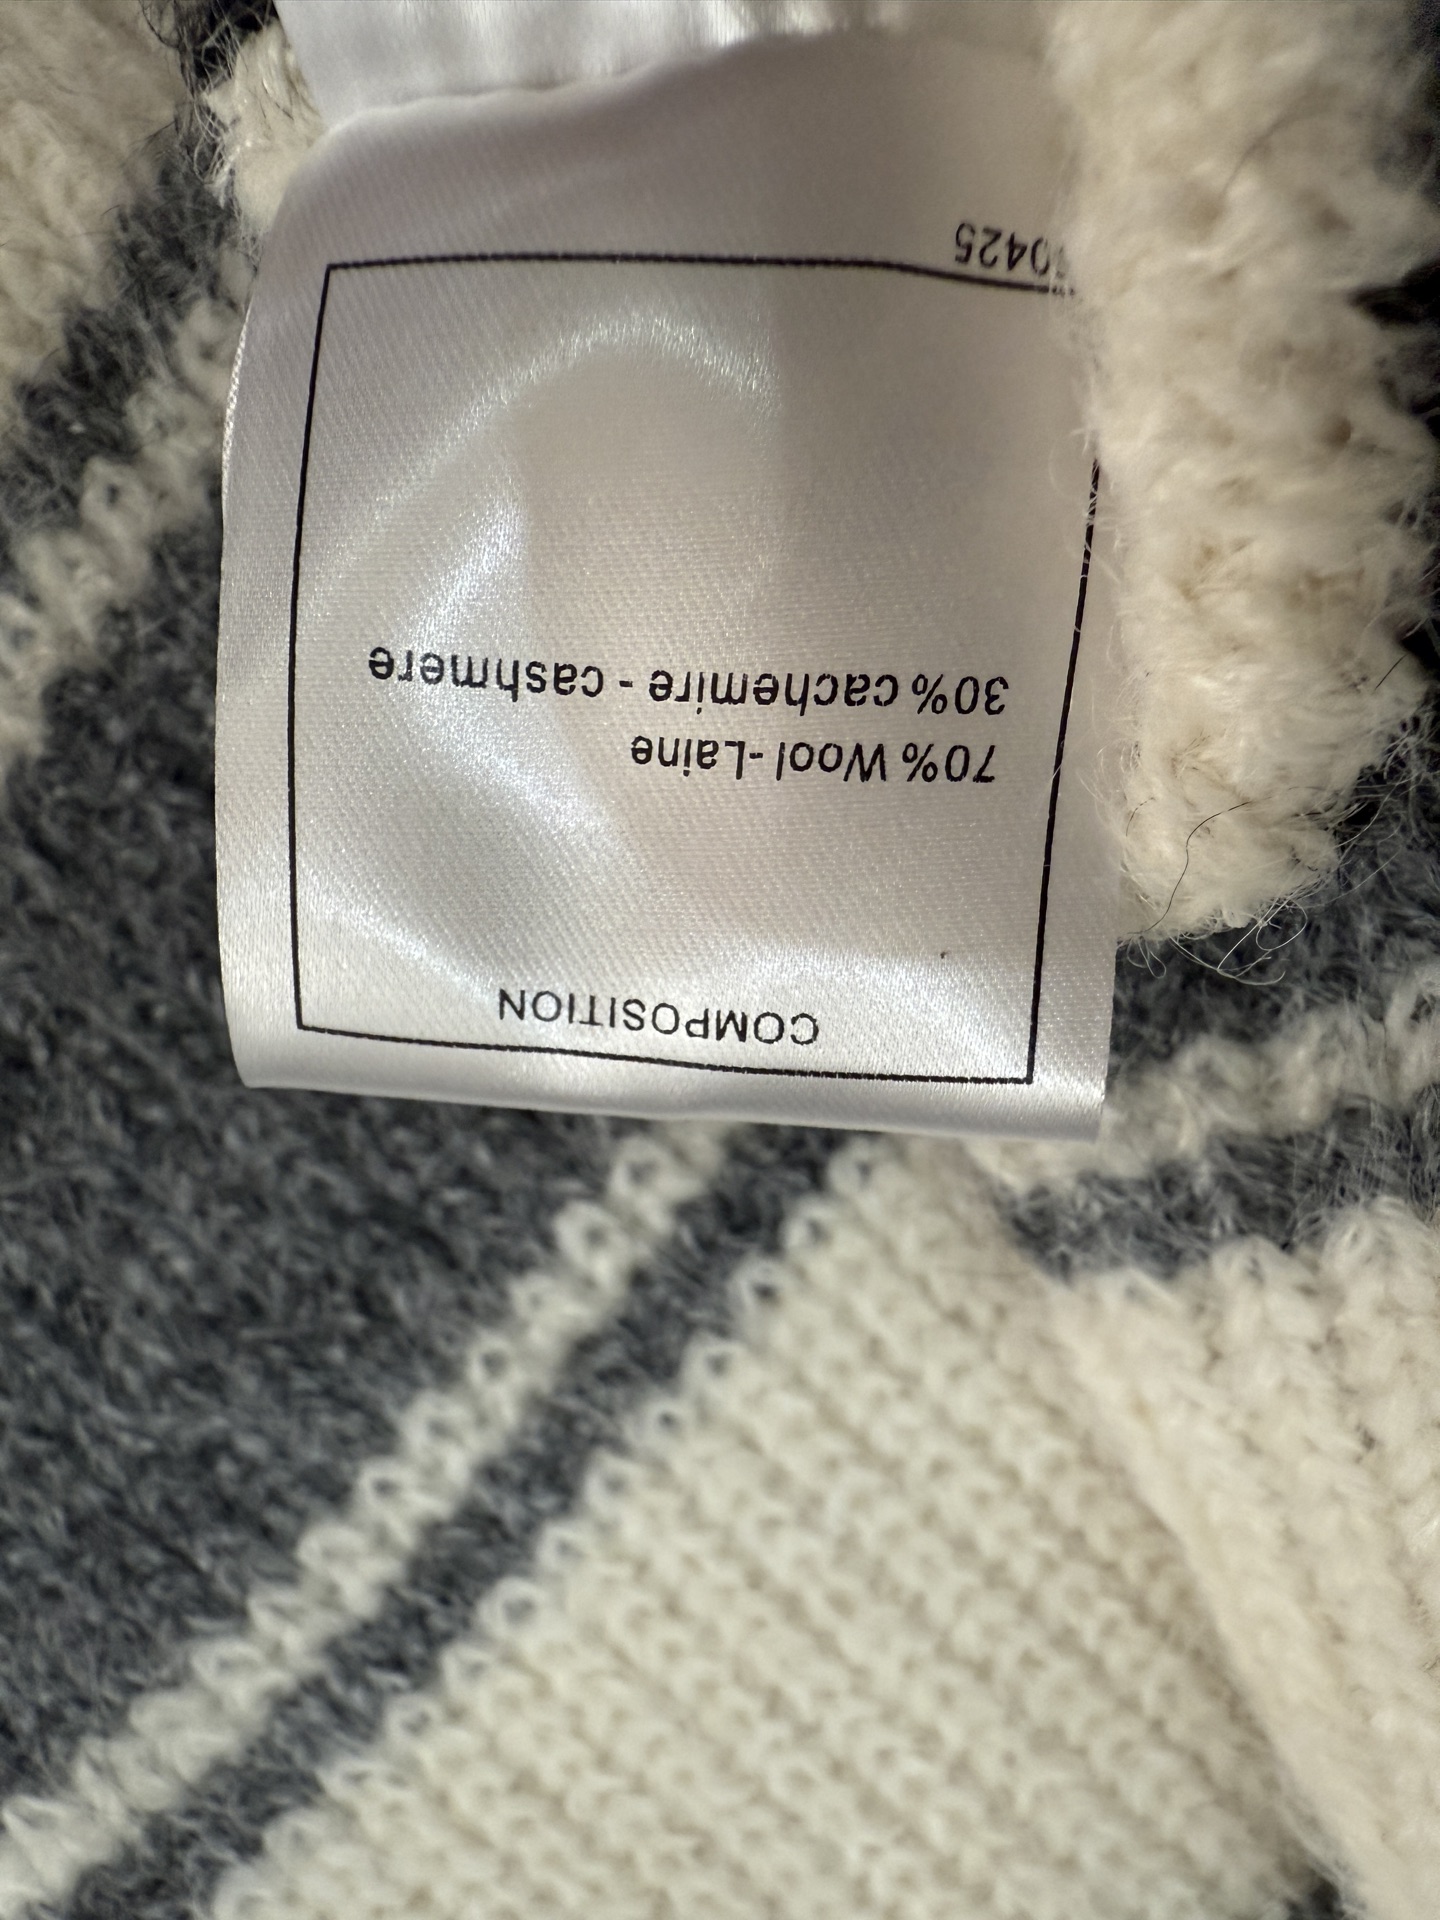 COMPOSITION
70% Wool -Laine
30% cachemire - cashmere
0425